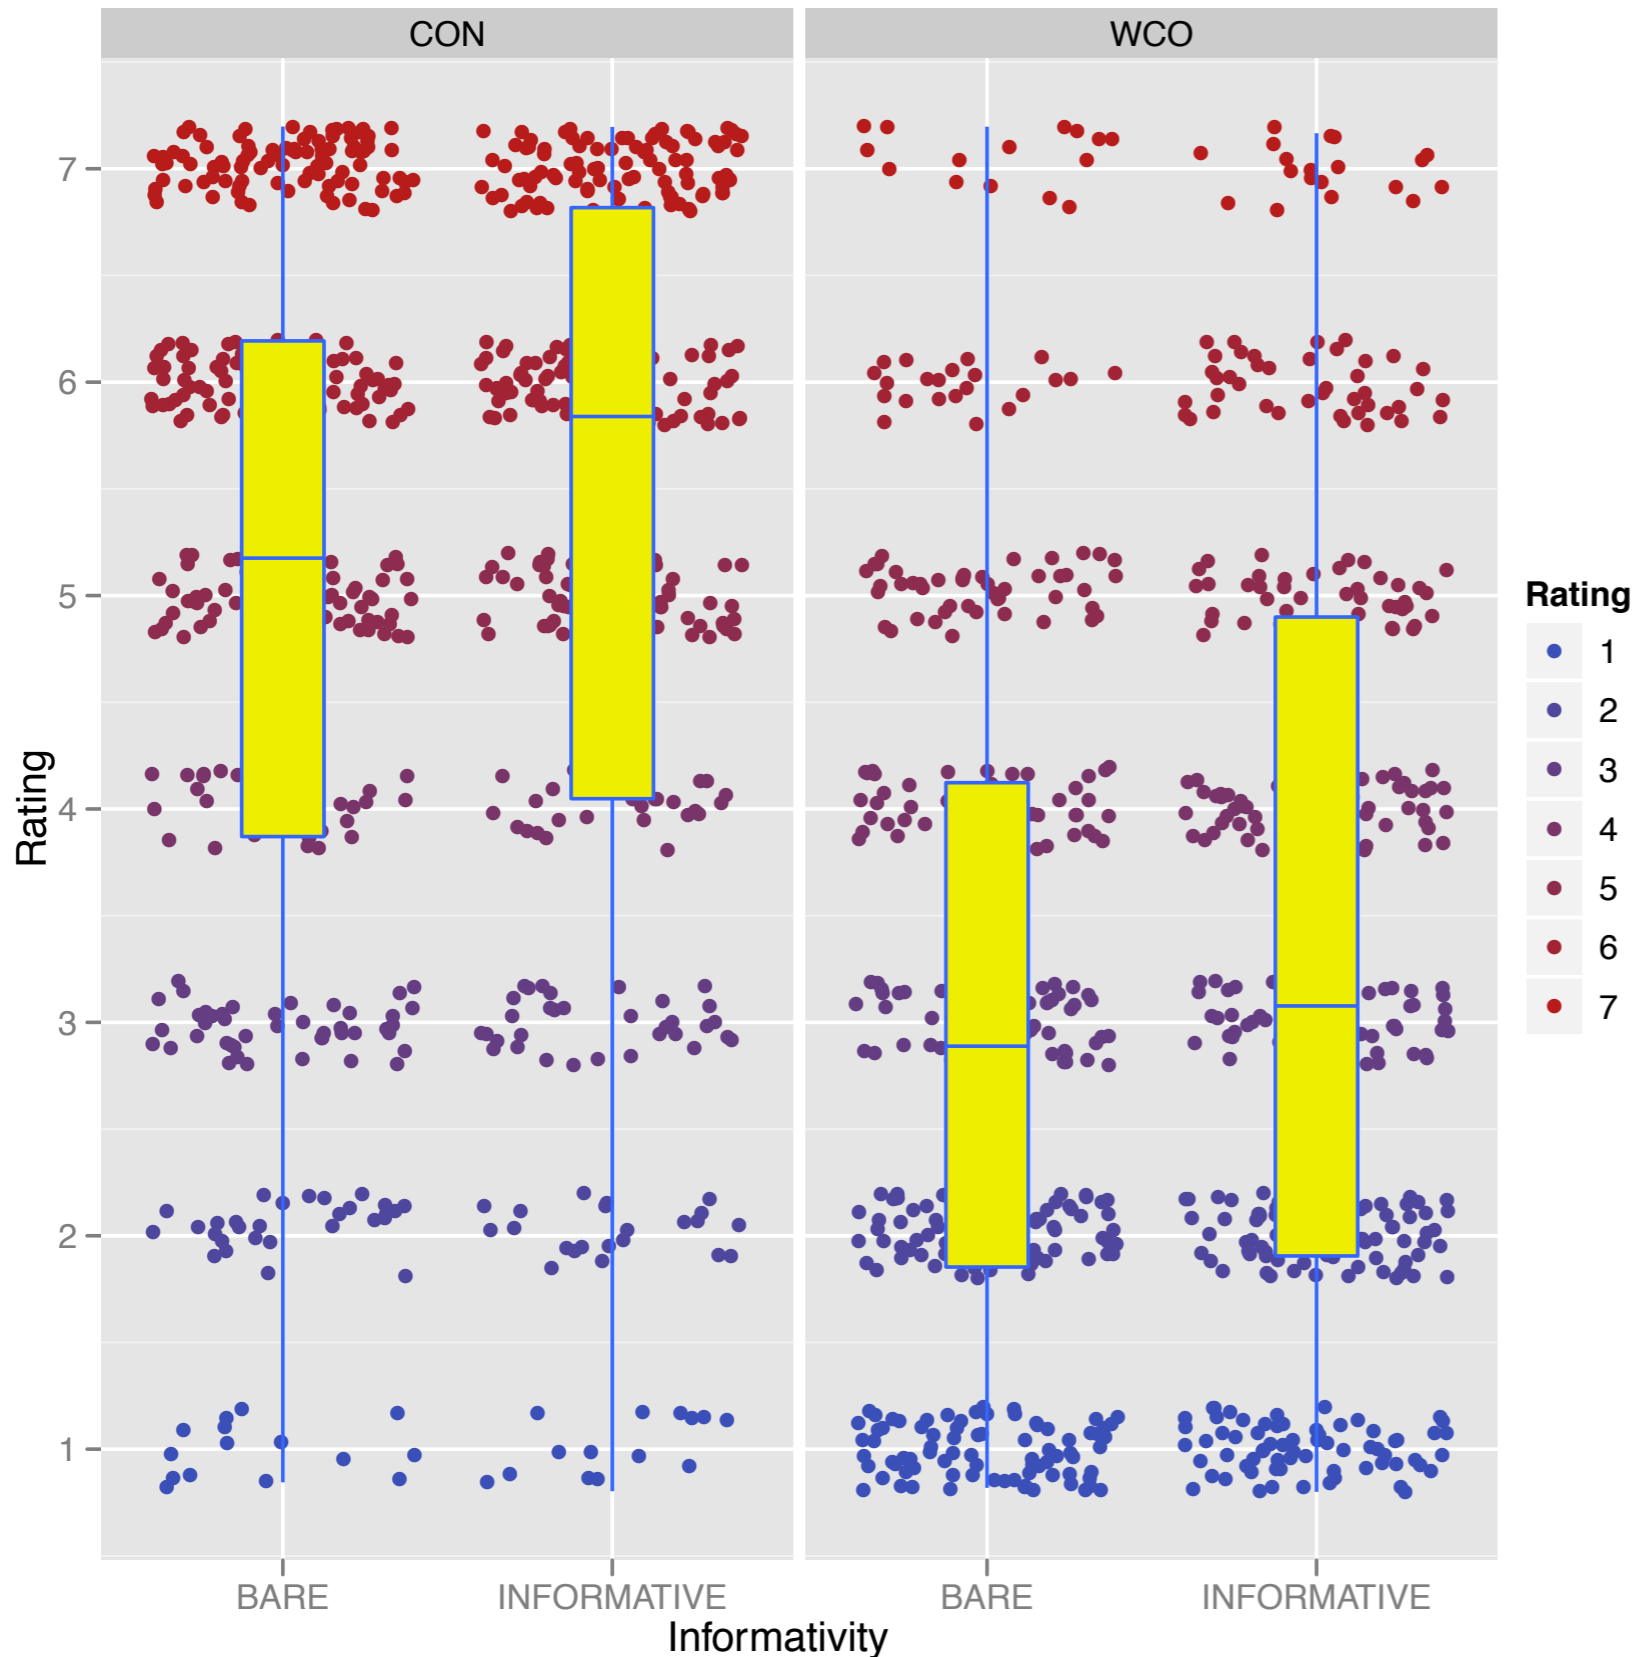 CON
WCO
Rating
7
6
5
4
3
2
1
BARE
INFORMATIVE
BARE
INFORMATIVE
Informativity
Rating
1
2
3
4
5
6
7